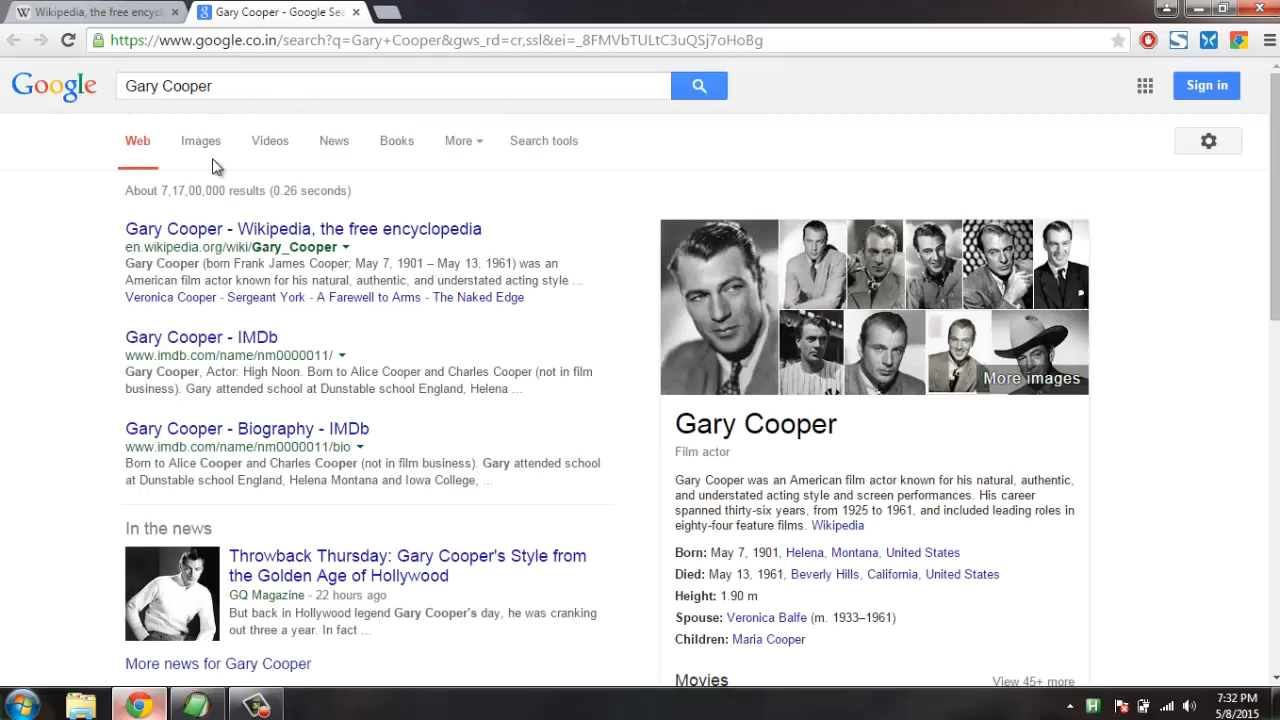 Wikipedia, the free encycl
Gary Cooper - Google Sea
https://www.google.co.in/search?q=Gary+Cooper&gws_rd=cr,ssl&ei=_8FMVbTULtC3uQSj7oHoBg
Google
Gary Cooper
Sign in
Web Images Videos News Books More Search tools
About 7,17,00,000 results (0.26 seconds)
Gary Cooper - Wikipedia, the free encyclopedia
en.wikipedia.org/wiki/Gary_Cooper
Gary Cooper (born Frank James Cooper; May 7, 1901 – May 13, 1961) was an
American film actor known for his natural, authentic, and understated acting style ...
Veronica Cooper - Sergeant York - A Farewell to Arms - The Naked Edge
Gary Cooper - IMDb
www.imdb.com/name/nm0000011/
Gary Cooper, Actor: High Noon. Born to Alice Cooper and Charles Cooper (not in film
business). Gary attended school at Dunstable school England, Helena ...
Gary Cooper - Biography - IMDb
www.imdb.com/name/nm0000011/bio
Born to Alice Cooper and Charles Cooper (not in film business). Gary attended school
at Dunstable school England, Helena Montana and Iowa College, ...
In the news
Throwback Thursday: Gary Cooper's Style from
the Golden Age of Hollywood
GQ Magazine - 22 hours ago
But back in Hollywood legend Gary Cooper's day, he was cranking
out three a year. In fact ...
More news for Gary Cooper
More images
Gary Cooper
Film actor
Gary Cooper was an American film actor known for his natural, authentic,
and understated acting style and screen performances. His career
spanned thirty-six years, from 1925 to 1961, and included leading roles in
eighty-four feature films. Wikipedia
Born: May 7, 1901, Helena, Montana, United States
Died: May 13, 1961, Beverly Hills, California, United States
Height: 1.90 m
Spouse: Veronica Balfe (m. 1933–1961)
Children: Maria Cooper
Movies
View 45+ more
7:32 PM
5/8/2015